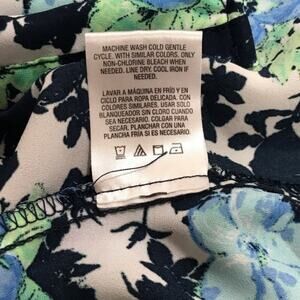 MACHINE WASH COLD GENTLE
CYCLE. WITH SIMILAR COLORS. ONLY
NON-CHLORINE BLEACH WHEN
NEEDED. LINE DRY. COOL IRON IF
NEEDED.
LAVAR A MÁQUINA EN FRÍO Y EN
CICLO PARA ROPA DELICADA. CON
COLORES SIMILARES. USAR SOLO
BLANQUEADOR SIN CLORO CUANDO
SEA NECESARIO. COLGAR PARA
SECAR. PLANCHAR CON UNA
PLANCHA FRÍA SI ES NECESARIO.